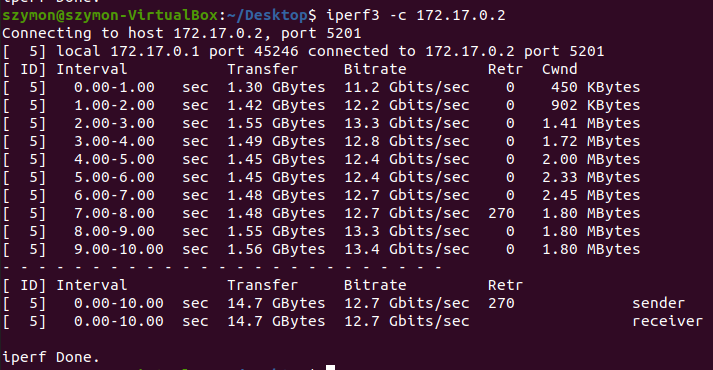 iperf Done.
szymon@szymon-VirtualBox:~/Desktop$ iperf3 -c 172.17.0.2
Connecting to host 172.17.0.2, port 5201
[  5] local 172.17.0.1 port 45246 connected to 172.17.0.2 port 5201
[ ID] Interval           Transfer     Bitrate         Retr  Cwnd
[  5]   0.00-1.00   sec  1.30 GBytes  11.2 Gbits/sec    0    450 KBytes
[  5]   1.00-2.00   sec  1.42 GBytes  12.2 Gbits/sec    0    902 KBytes
[  5]   2.00-3.00   sec  1.55 GBytes  13.3 Gbits/sec    0   1.41 MBytes
[  5]   3.00-4.00   sec  1.49 GBytes  12.8 Gbits/sec    0   1.72 MBytes
[  5]   4.00-5.00   sec  1.45 GBytes  12.4 Gbits/sec    0   2.00 MBytes
[  5]   5.00-6.00   sec  1.45 GBytes  12.4 Gbits/sec    0   2.33 MBytes
[  5]   6.00-7.00   sec  1.48 GBytes  12.7 Gbits/sec    0   2.45 MBytes
[  5]   7.00-8.00   sec  1.48 GBytes  12.7 Gbits/sec  270   1.80 MBytes
[  5]   8.00-9.00   sec  1.55 GBytes  13.3 Gbits/sec    0   1.80 MBytes
[  5]   9.00-10.00  sec  1.56 GBytes  13.4 Gbits/sec    0   1.80 MBytes
- - - - - - - - - - - - - - - - - - - - - - - - -
[ ID] Interval           Transfer     Bitrate         Retr
[  5]   0.00-10.00  sec  14.7 GBytes  12.7 Gbits/sec  270             sender
[  5]   0.00-10.00  sec  14.7 GBytes  12.7 Gbits/sec                  receiver
iperf Done.